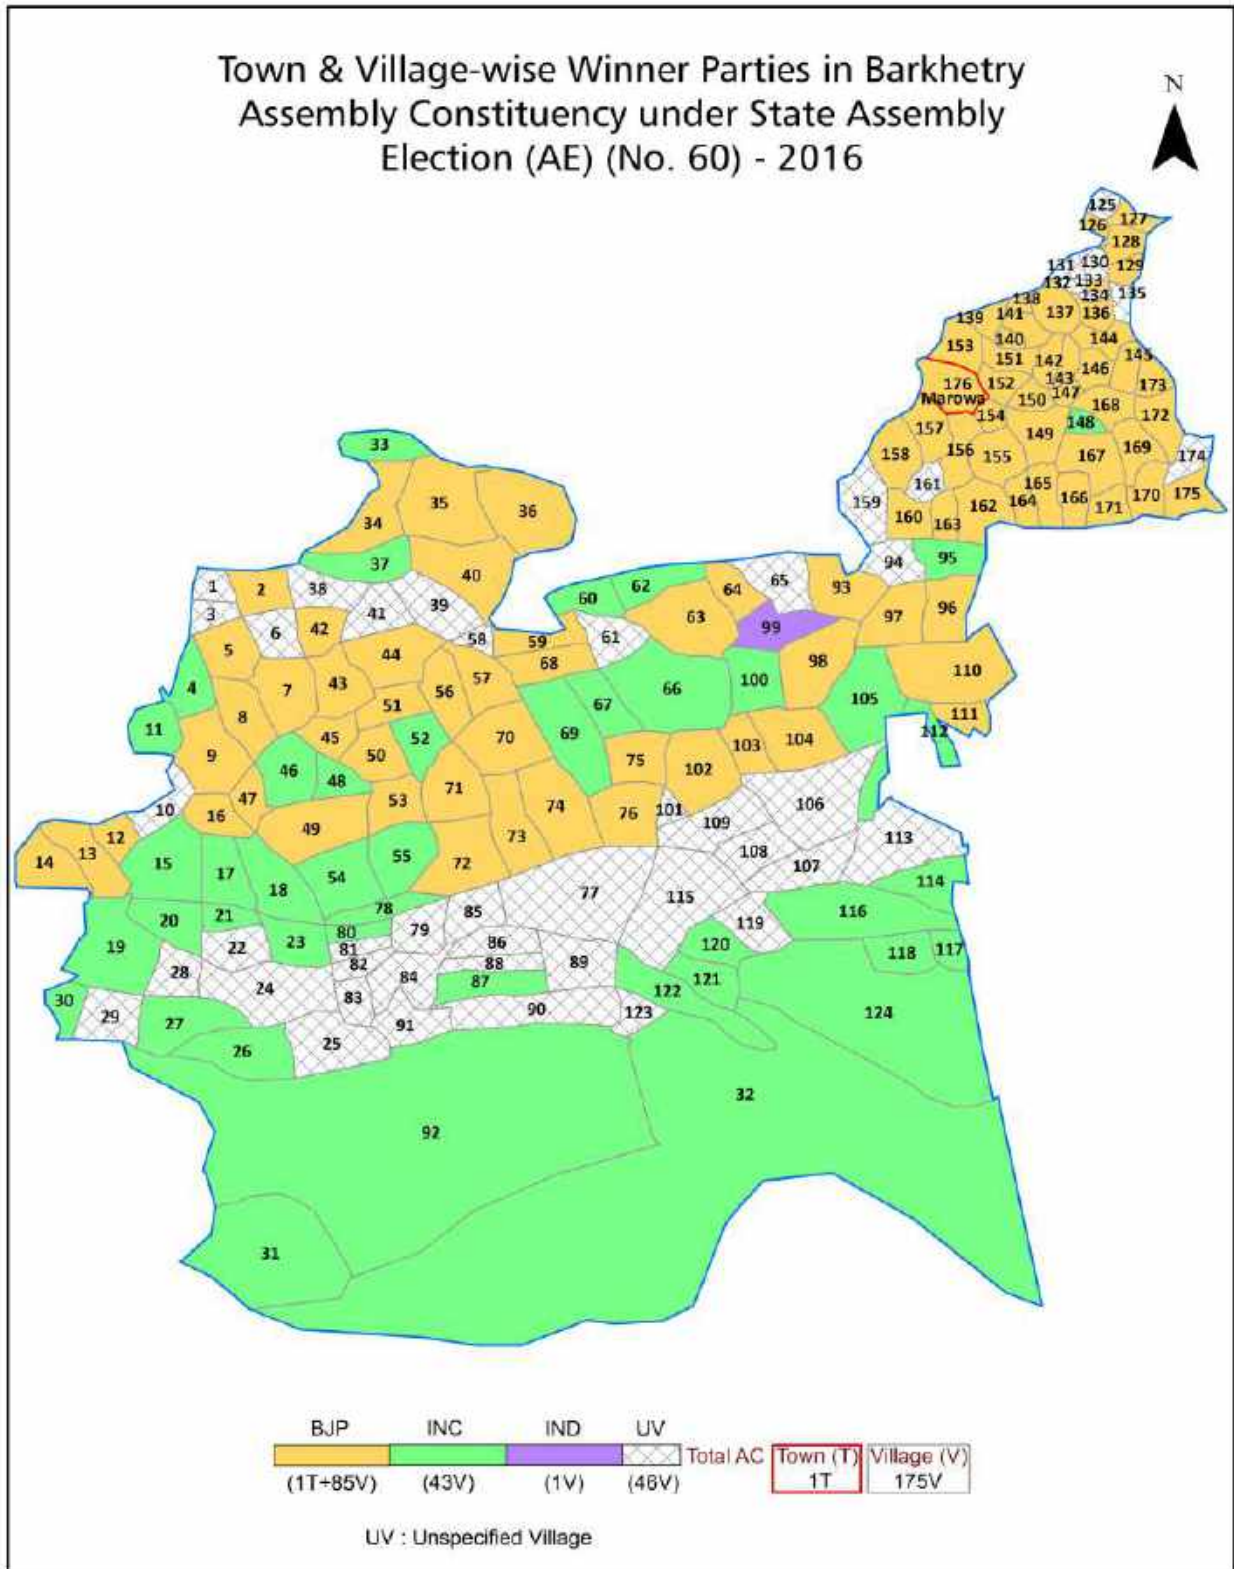 Town & Village-wise Winner Parties in Barkhetry
Assembly Constituency under State Assembly
Election (AE) (No. 60) - 2016
N
125
126 127
128
131 130 129
132 133
134 135
138
139 141 137 136
153 140 144
151 142 145
146
176 152 143 173
Marowa 150 147 168
154 148 172
157 149
158 156 155 167 169 174
161 165
159 164 166 170 175
160 163 162 171
94 95
33
35
34 36
37 40
1 2 38 39
3 41
6 42 58
5 44
4 7 43 56 57
8 51
11 45 52
9 50
46 48
47 53 71
10 16 49
12
14 13
60 62 64 65 93
59 61 63 99 97 96
68 98
66 100 110
67 105
69 111
70 112
75 103 104
102
74 76 101 106
73 109
72 108 113
107
15 17 55
18 54 77 114
78 85 115
20 21 116
80 79 119
19 22 23 81 86 120 118 117
28 82 88 89
24 84 87 121
30 83 122
29 27 91 90 123 124
25
26
32
92
31
BJP INC IND UV
Total AC Town (T) Village (V)
1T 175V
(1T+85V) (43V) (1V) (46V)
UV : Unspecified Village